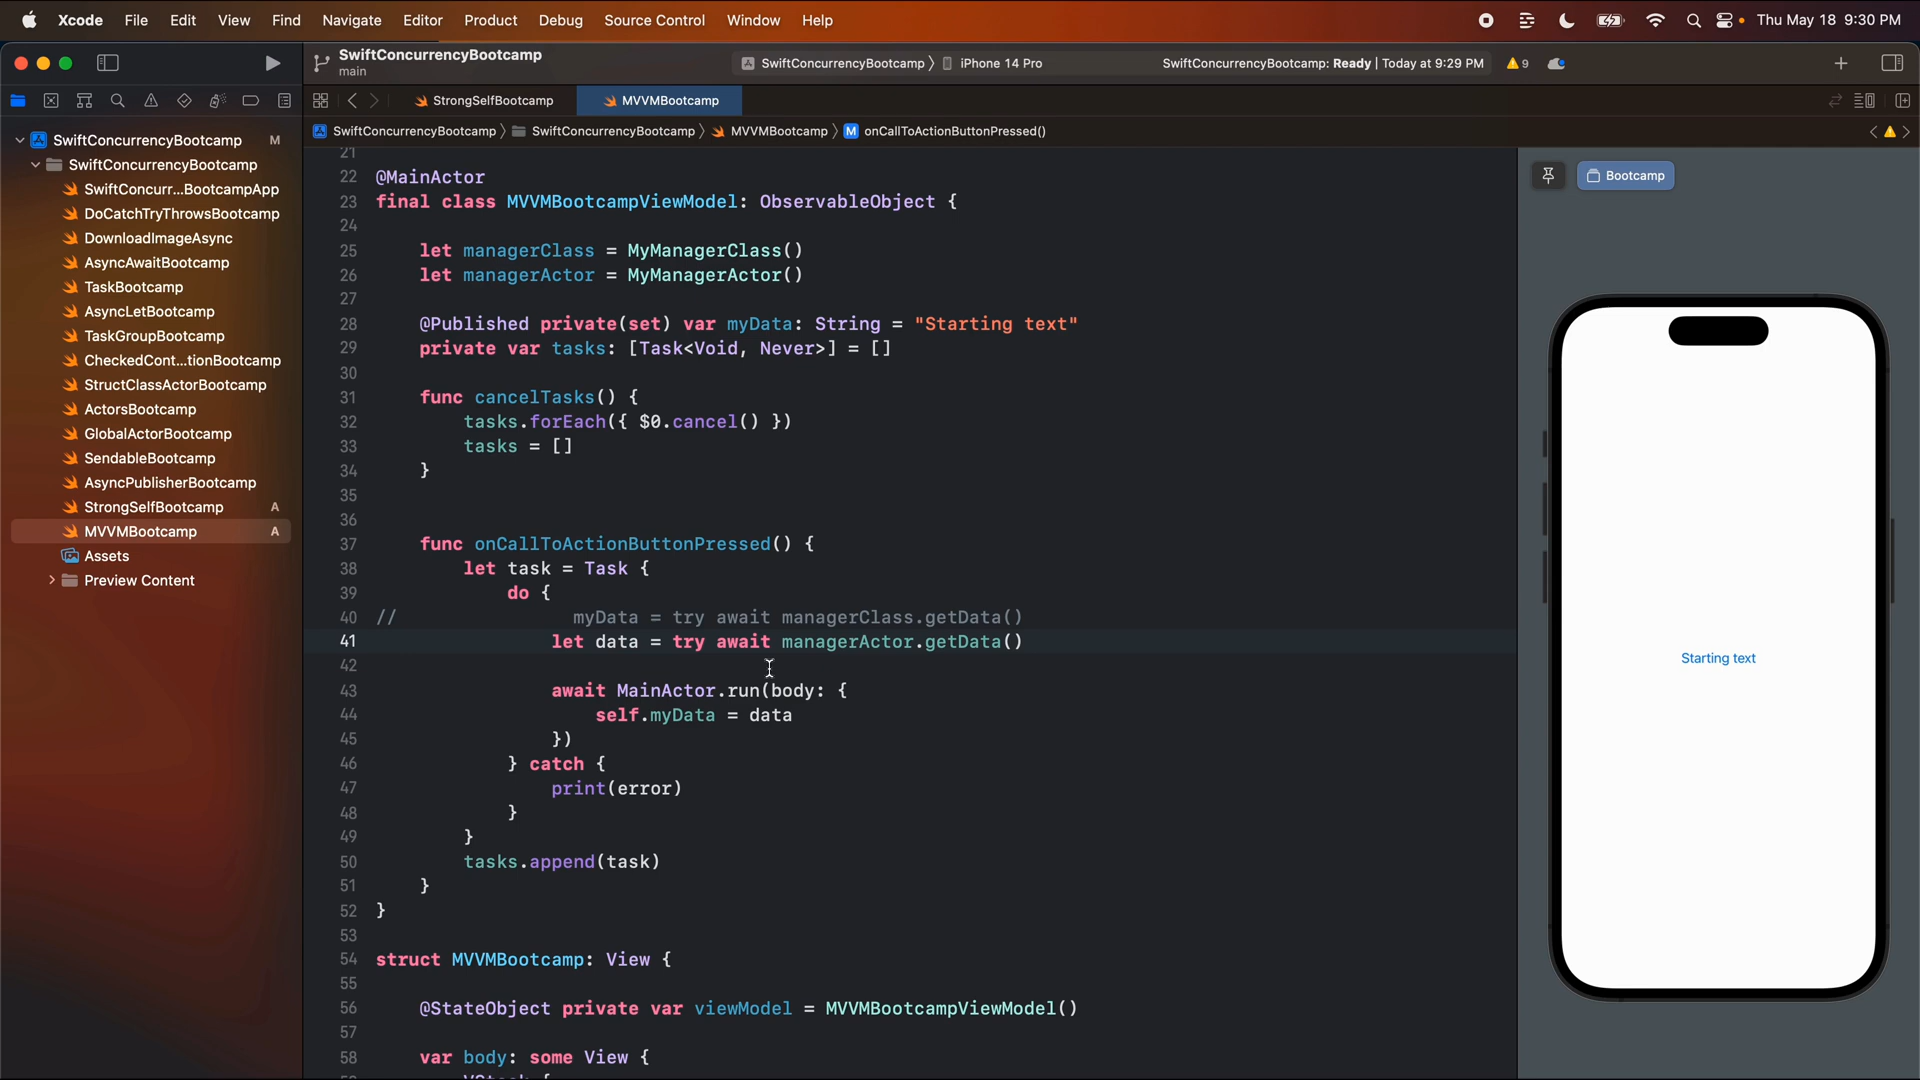 Xcode File Edit View Find Navigate Editor Product Debug Source Control Window Help Thu May 18 9:30 PM
SwiftConcurrencyBootcamp
main
SwiftConcurrencyBootcamp 〉 iPhone 14 Pro
SwiftConcurrencyBootcamp: Ready | Today at 9:29 PM
9
StrongSelfBootcamp
MVVMBootcamp
SwiftConcurrencyBootcamp 〉 SwiftConcurrencyBootcamp 〉 MVVMBootcamp 〉 M onCallToActionButtonPressed()
SwiftConcurrencyBootcamp M
SwiftConcurrencyBootcamp
SwiftConcurr...BootcampApp
DoCatchTryThrowsBootcamp
DownloadImageAsync
AsyncAwaitBootcamp
TaskBootcamp
AsyncLetBootcamp
TaskGroupBootcamp
CheckedCont...tionBootcamp
StructClassActorBootcamp
ActorsBootcamp
GlobalActorBootcamp
SendableBootcamp
AsyncPublisherBootcamp
StrongSelfBootcamp A
MVVMBootcamp A
Assets
Preview Content
21
22 @MainActor
23 final class MVVMBootcampViewModel: ObservableObject {
24
25 let managerClass = MyManagerClass()
26 let managerActor = MyManagerActor()
27
28 @Published private(set) var myData: String = "Starting text"
29 private var tasks: [Task<Void, Never>] = []
30
31 func cancelTasks() {
32 tasks.forEach({ $0.cancel() })
33 tasks = []
34 }
35
36
37 func onCallToActionButtonPressed() {
38 let task = Task {
39 do {
40 // myData = try await managerClass.getData()
41 let data = try await managerActor.getData()
42
43 await MainActor.run(body: {
44 self.myData = data
45 })
46 } catch {
47 print(error)
48 }
49 }
50 tasks.append(task)
51 }
52 }
53
54 struct MVVMBootcamp: View {
55
56 @StateObject private var viewModel = MVVMBootcampViewModel()
57
58 var body: some View {
Bootcamp
Starting text